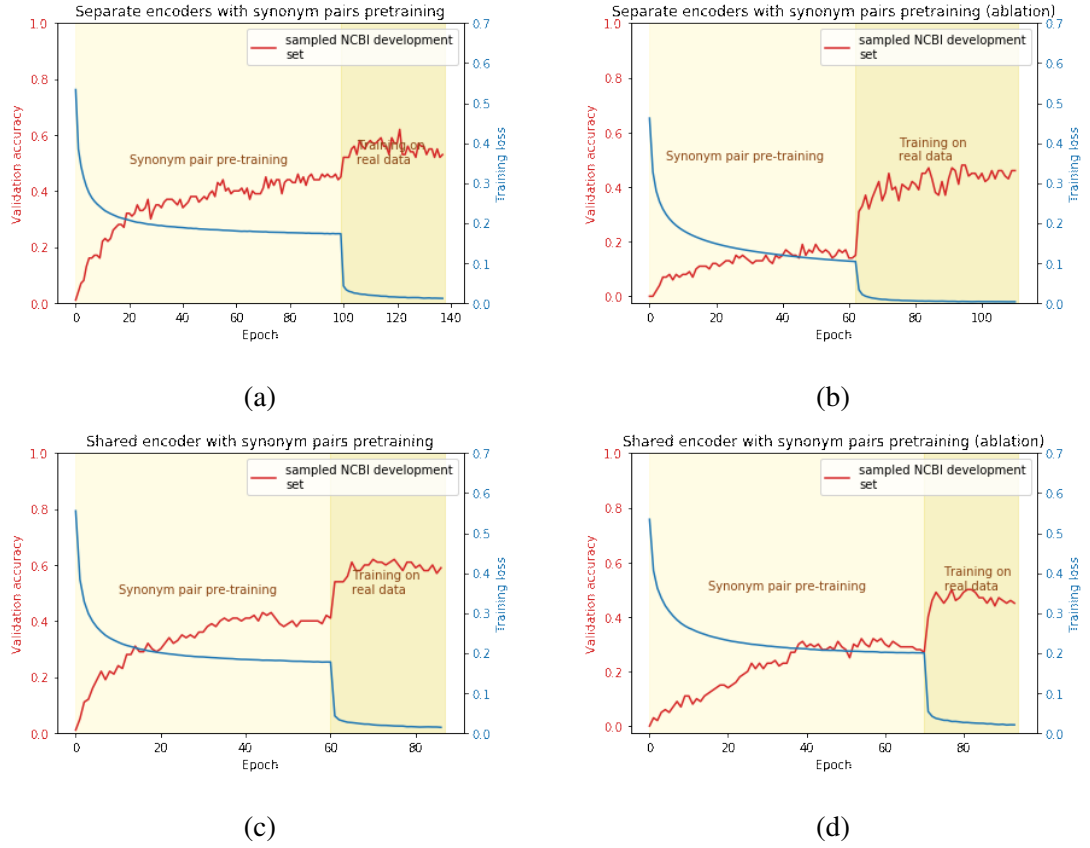 Separate encoders with synonym pairs pretraining
1.0
0.8
0.6
0.4
0.2
0.0
Validation accuracy
0.7
0.6
0.5
0.4
0.3
0.2
0.1
0.0
Training loss
sampled NCBI development
set
Synonym pair pre-training
Training on
real data
0 20 40 60 80 100 120 140
Epoch
(a)
Separate encoders with synonym pairs pretraining (ablation)
1.0
0.8
0.6
0.4
0.2
0.0
Validation accuracy
0.7
0.6
0.5
0.4
0.3
0.2
0.1
0.0
Training loss
sampled NCBI development
set
Synonym pair pre-training
Training on
real data
0 20 40 60 80 100
Epoch
(b)
Shared encoder with synonym pairs pretraining
1.0
0.8
0.6
0.4
0.2
0.0
Validation accuracy
0.7
0.6
0.5
0.4
0.3
0.2
0.1
0.0
Training loss
sampled NCBI development
set
Synonym pair pre-training
Training on
real data
0 20 40 60 80
Epoch
(c)
Shared encoder with synonym pairs pretraining (ablation)
1.0
0.8
0.6
0.4
0.2
0.0
Validation accuracy
0.7
0.6
0.5
0.4
0.3
0.2
0.1
0.0
Training loss
sampled NCBI development
set
Synonym pair pre-training
Training on
real data
0 20 40 60 80
Epoch
(d)